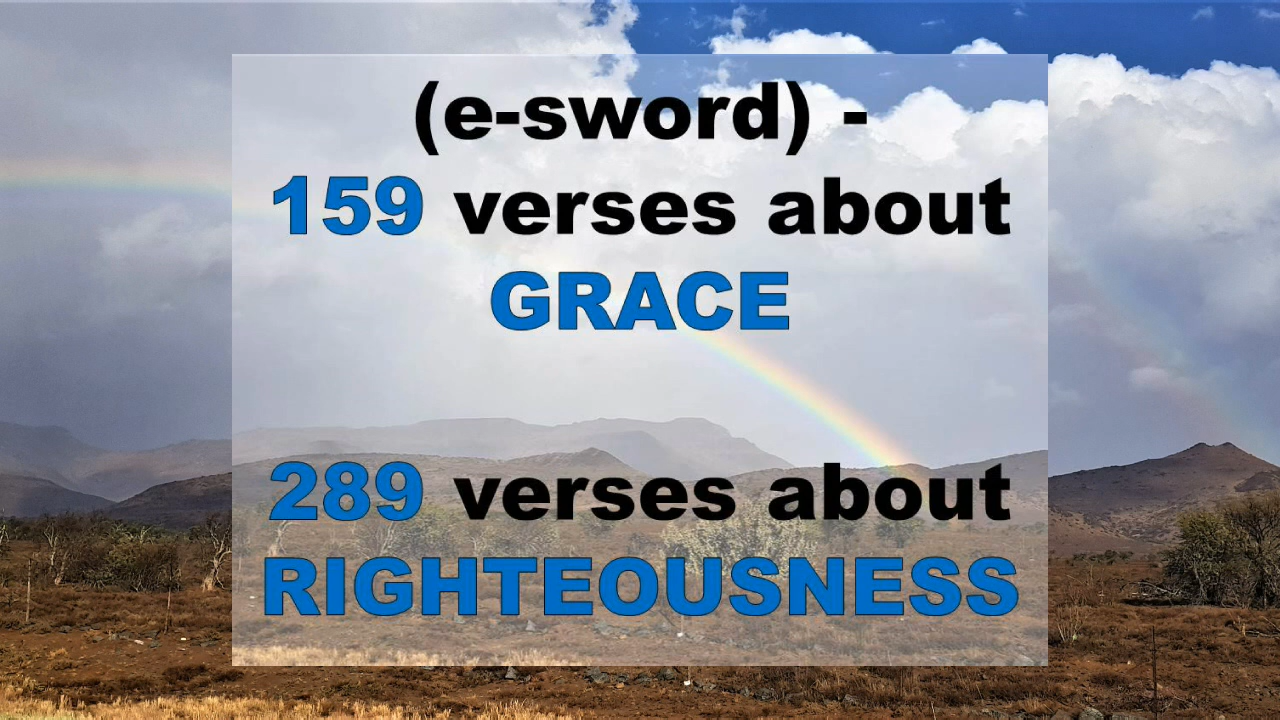 (e-sword) -
159 verses about
GRACE
289 verses about
RIGHTEOUSNESS